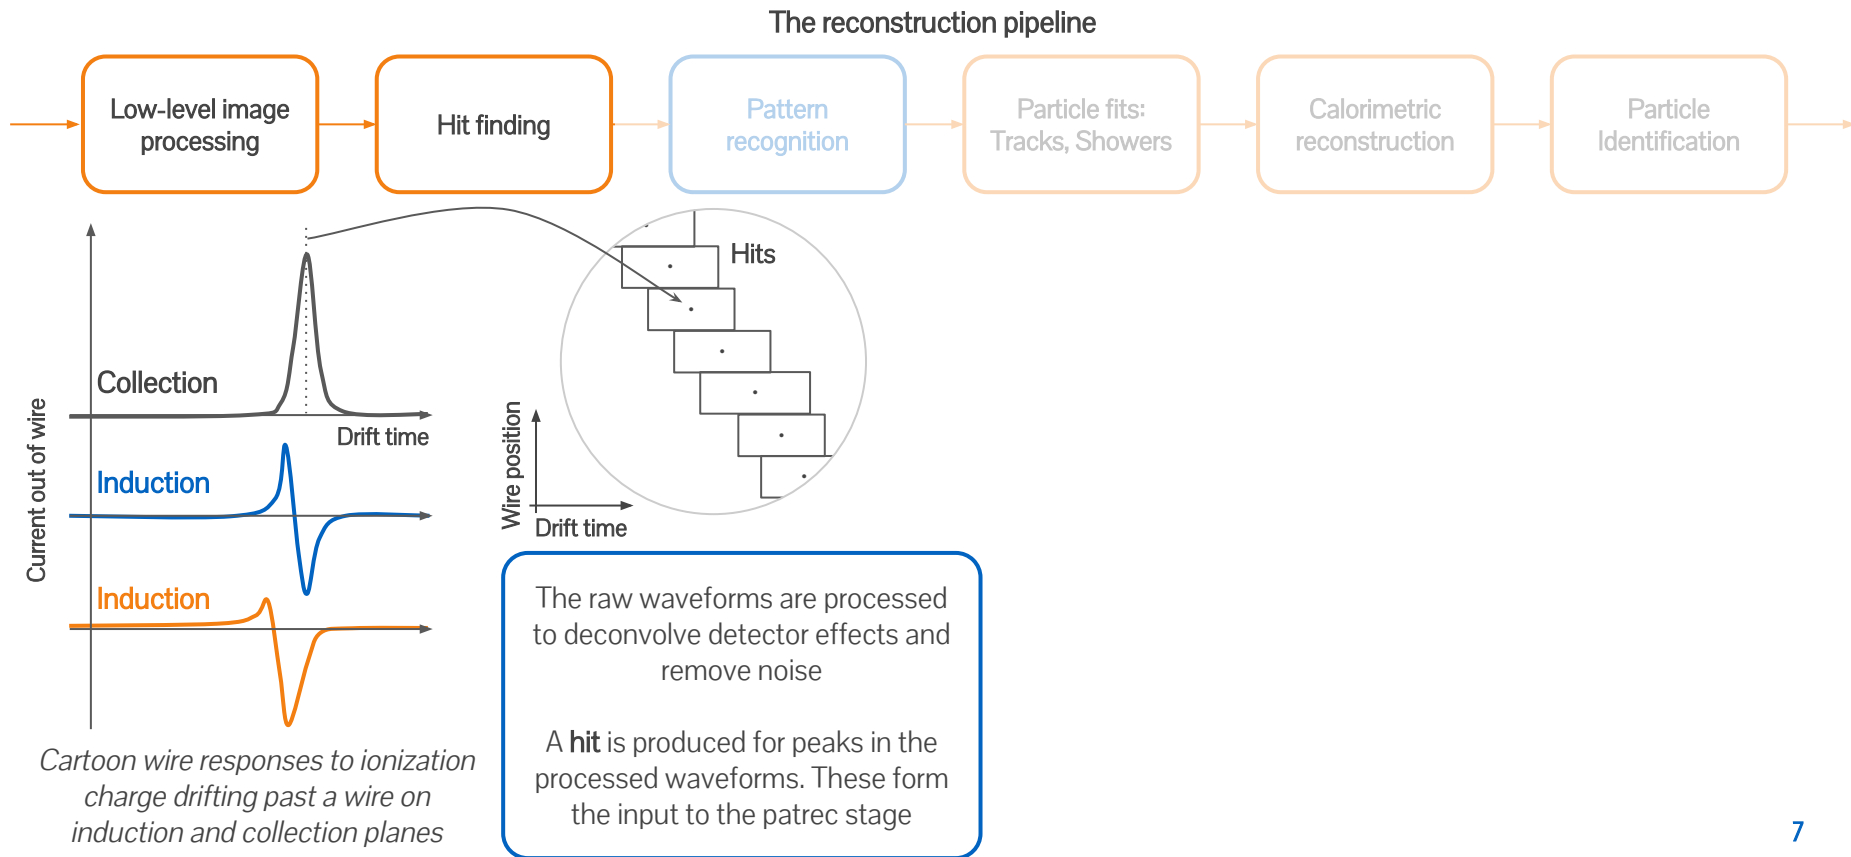 The reconstruction pipeline
Low-level image
processing
Hit finding
Pattern
recognition
Particle fits:
Tracks, Showers
Calorimetric
reconstruction
Particle
Identification
Hits
Collection
Drift time
Current out of wire
Induction
Induction
Wire position
Drift time
Cartoon wire responses to ionization
charge drifting past a wire on
induction and collection planes
The raw waveforms are processed
to deconvolve detector effects and
remove noise
A hit is produced for peaks in the
processed waveforms. These form
the input to the patrec stage
7